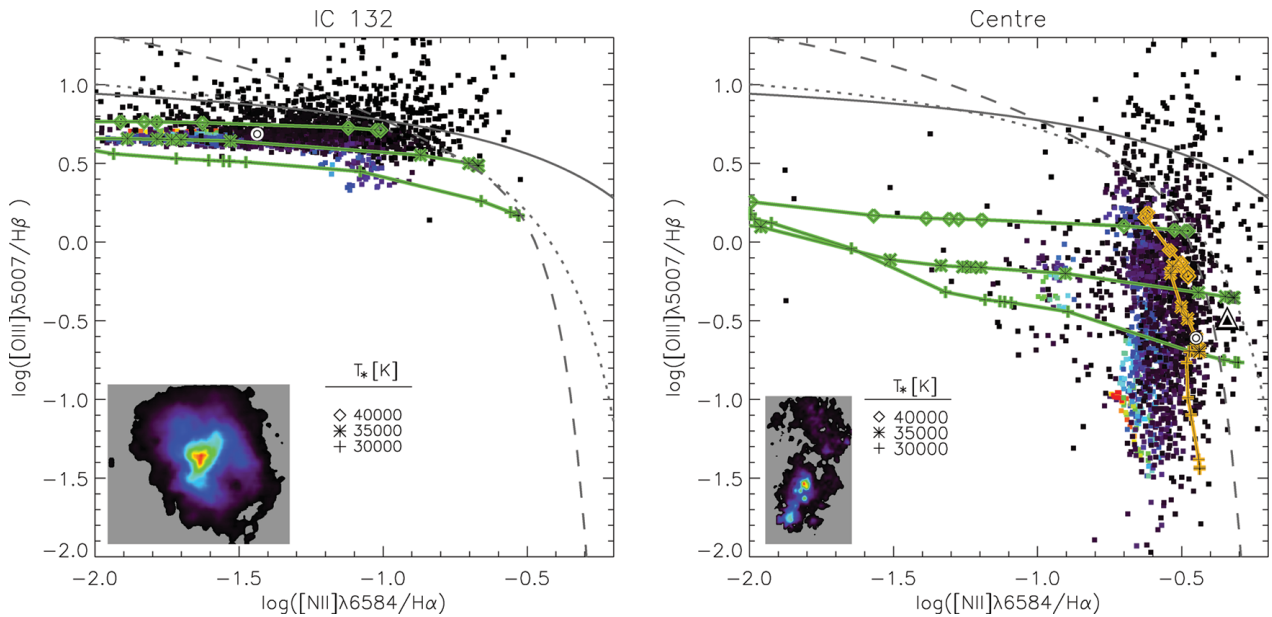 IC 132
Centre
1.0
0.5
0.0
−0.5
−1.0
−1.5
−2.0
log([OIII]λ5007/Hβ )
T*[K]
40000
35000
30000
−2.0 −1.5 −1.0 −0.5
log([NII]λ6584/Hα)
1.0
0.5
0.0
−0.5
−1.0
−1.5
−2.0
log([OIII]λ5007/Hβ )
T*[K]
40000
35000
30000
−2.0 −1.5 −1.0 −0.5
log([NII]λ6584/Hα)